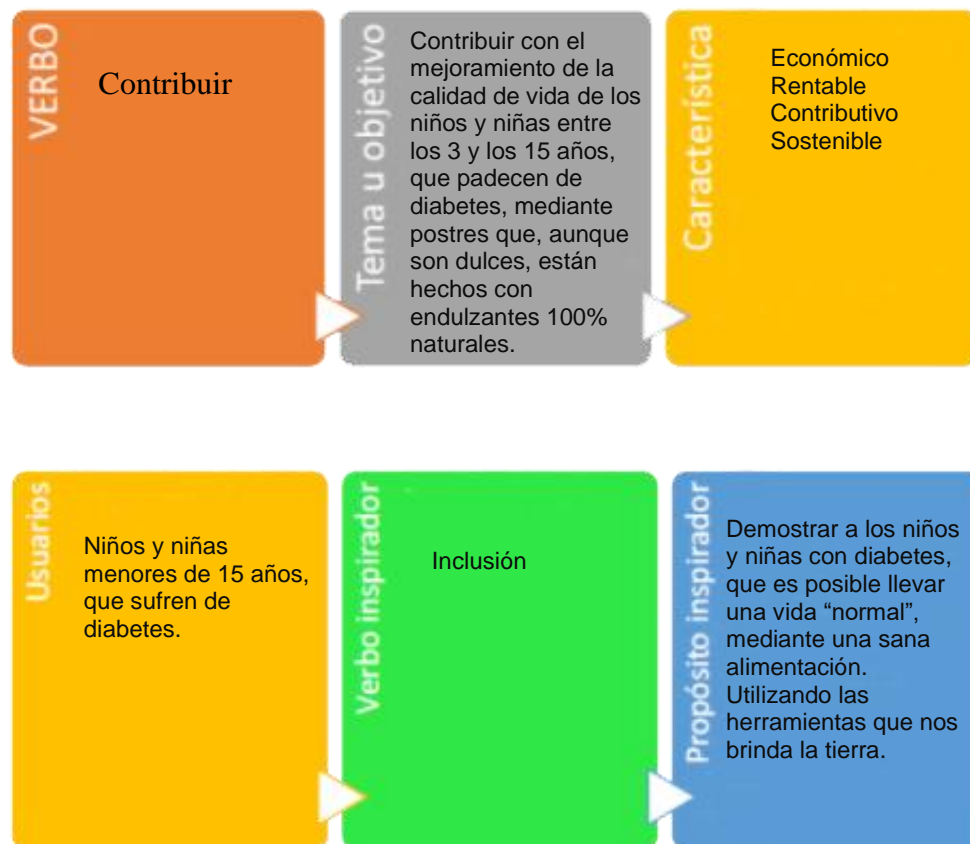 VERBO
Contribuir
Tema u objetivo
Contribuir con el
mejoramiento de la
calidad de vida de los
niños y niñas entre
los 3 y los 15 años,
que padecen de
diabetes, mediante
postres que, aunque
son dulces, están
hechos con
endulzantes 100%
naturales.
Característica
Económico
Rentable
Contributivo
Sostenible
Usuarios
Niños y niñas
menores de 15 años,
que sufren de
diabetes.
Verbo inspirador
Inclusión
Propósito inspirador
Demostrar a los niños
y niñas con diabetes,
que es posible llevar
una vida “normal”,
mediante una sana
alimentación.
Utilizando las
herramientas que nos
brinda la tierra.